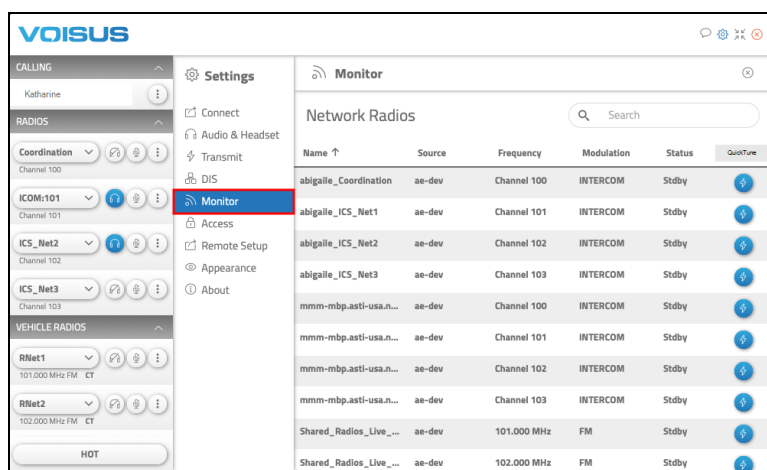 VOISUS
CALLING
Katharine
RADIOS
Coordination
Channel 100
ICOM:101
Channel 101
ICS_Net2
Channel 102
ICS_Net3
Channel 103
VEHICLE RADIOS
RNet1
101.000 MHz FM CT
RNet2
102.000 MHz FM CT
HOT
Settings
Connect
Audio & Headset
Transmit
DIS
Monitor
Access
Remote Setup
Appearance
About
Monitor
Network Radios
Search
Name ↑ Source Frequency Modulation Status QuickTune
abigaile_Coordination ae-dev Channel 100 INTERCOM Stdby
abigaile_ICS_Net1 ae-dev Channel 101 INTERCOM Stdby
abigaile_ICS_Net2 ae-dev Channel 102 INTERCOM Stdby
abigaile_ICS_Net3 ae-dev Channel 103 INTERCOM Stdby
mmm-mbp.asti-usa.n... ae-dev Channel 100 INTERCOM Stdby
mmm-mbp.asti-usa.n... ae-dev Channel 101 INTERCOM Stdby
mmm-mbp.asti-usa.n... ae-dev Channel 102 INTERCOM Stdby
mmm-mbp.asti-usa.n... ae-dev Channel 103 INTERCOM Stdby
Shared_Radios_Live_... ae-dev 101.000 MHz FM Stdby
Shared_Radios_Live_... ae-dev 102.000 MHz FM Stdby